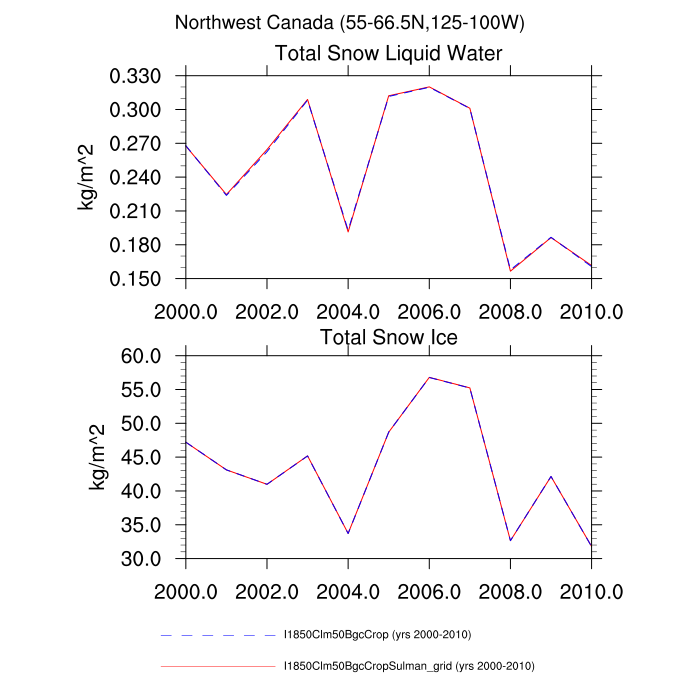 Northwest Canada (55-66.5N,125-100W)
Total Snow Liquid Water
kg/m^2
0.330
0.300
0.270
0.240
0.210
0.180
0.150
2000.0 2002.0 2004.0 2006.0 2008.0 2010.0
Total Snow Ice
kg/m^2
60.0
55.0
50.0
45.0
40.0
35.0
30.0
2000.0 2002.0 2004.0 2006.0 2008.0 2010.0
I1850Clm50BgcCrop (yrs 2000-2010)
I1850Clm50BgcCropSulman_grid (yrs 2000-2010)